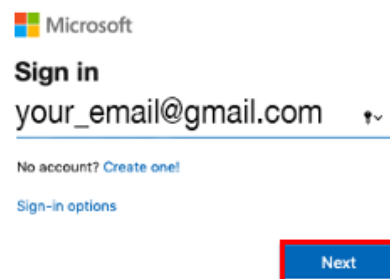 Microsoft
Sign in
your_email@gmail.com
No account? Create one!
Sign-in options
Next